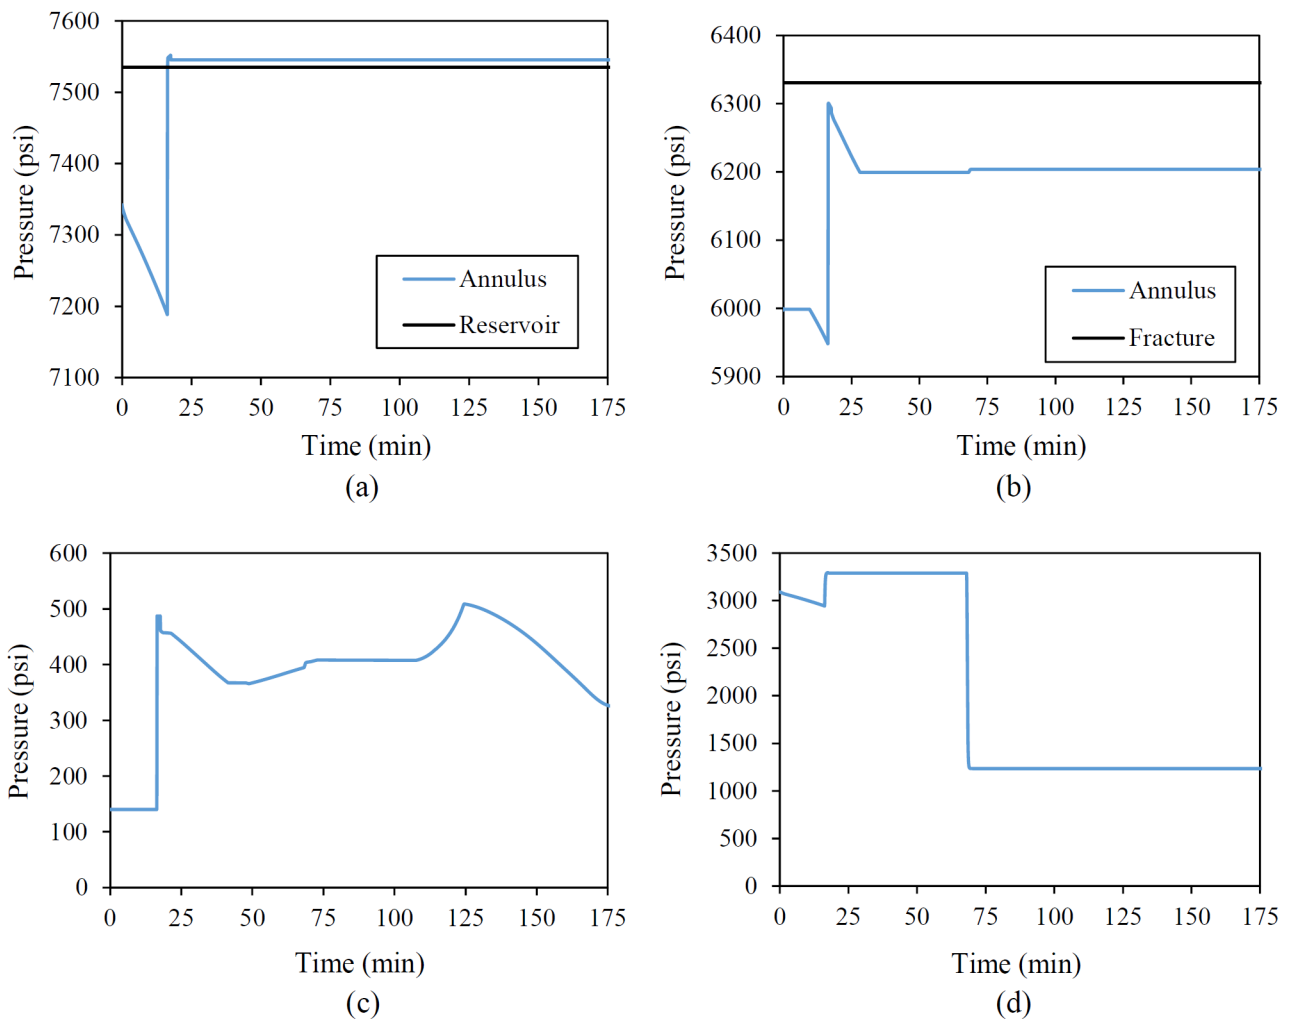 7600
7500
7400
7300
7200
7100
0 25 50 75 100 125 150 175
Pressure (psi)
Time (min)
Annulus
Reservoir
(a)
6400
6300
6200
6100
6000
5900
0 25 50 75 100 125 150 175
Pressure (psi)
Time (min)
Annulus
Fracture
(b)
600
500
400
300
200
100
0
0 25 50 75 100 125 150 175
Pressure (psi)
Time (min)
(c)
3500
3000
2500
2000
1500
1000
500
0
0 25 50 75 100 125 150 175
Pressure (psi)
Time (min)
(d)